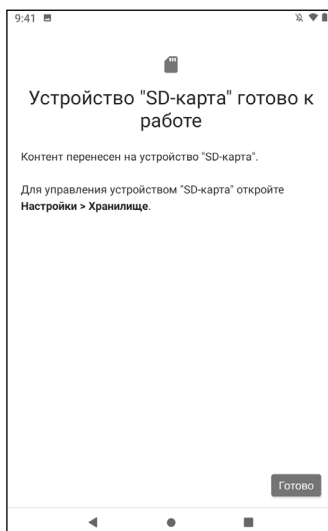 9:41
Устройство "SD-карта" готово к
работе
Контент перенесен на устройство "SD-карта".
Для управления устройством "SD-карта" откройте
Настройки > Хранилище.
Готово